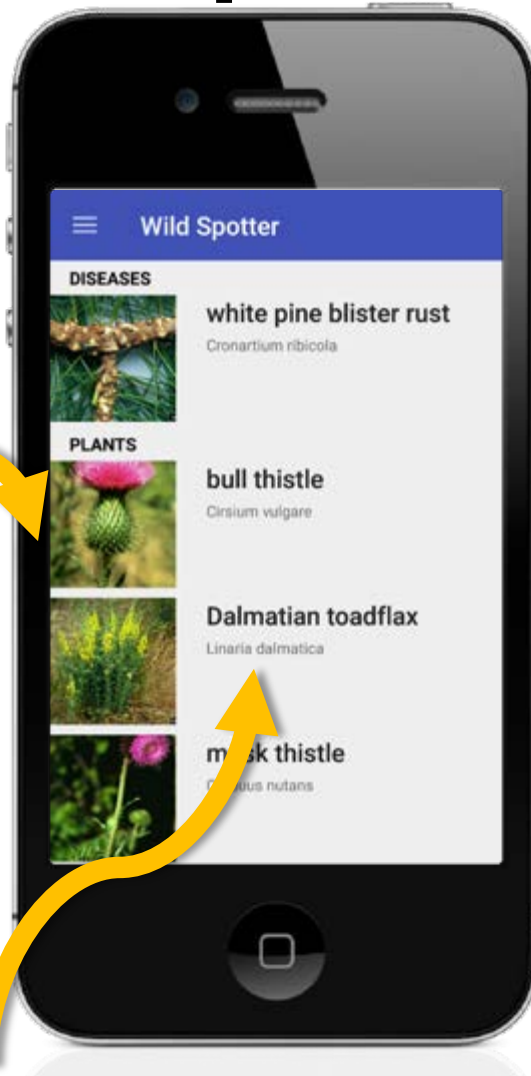 Wild Spotter
DISEASES
white pine blister rust
Cronartium ribicola
PLANTS
bull thistle
Cirsium vulgare
Dalmatian toadflax
Linaria dalmatica
thistle
nutans